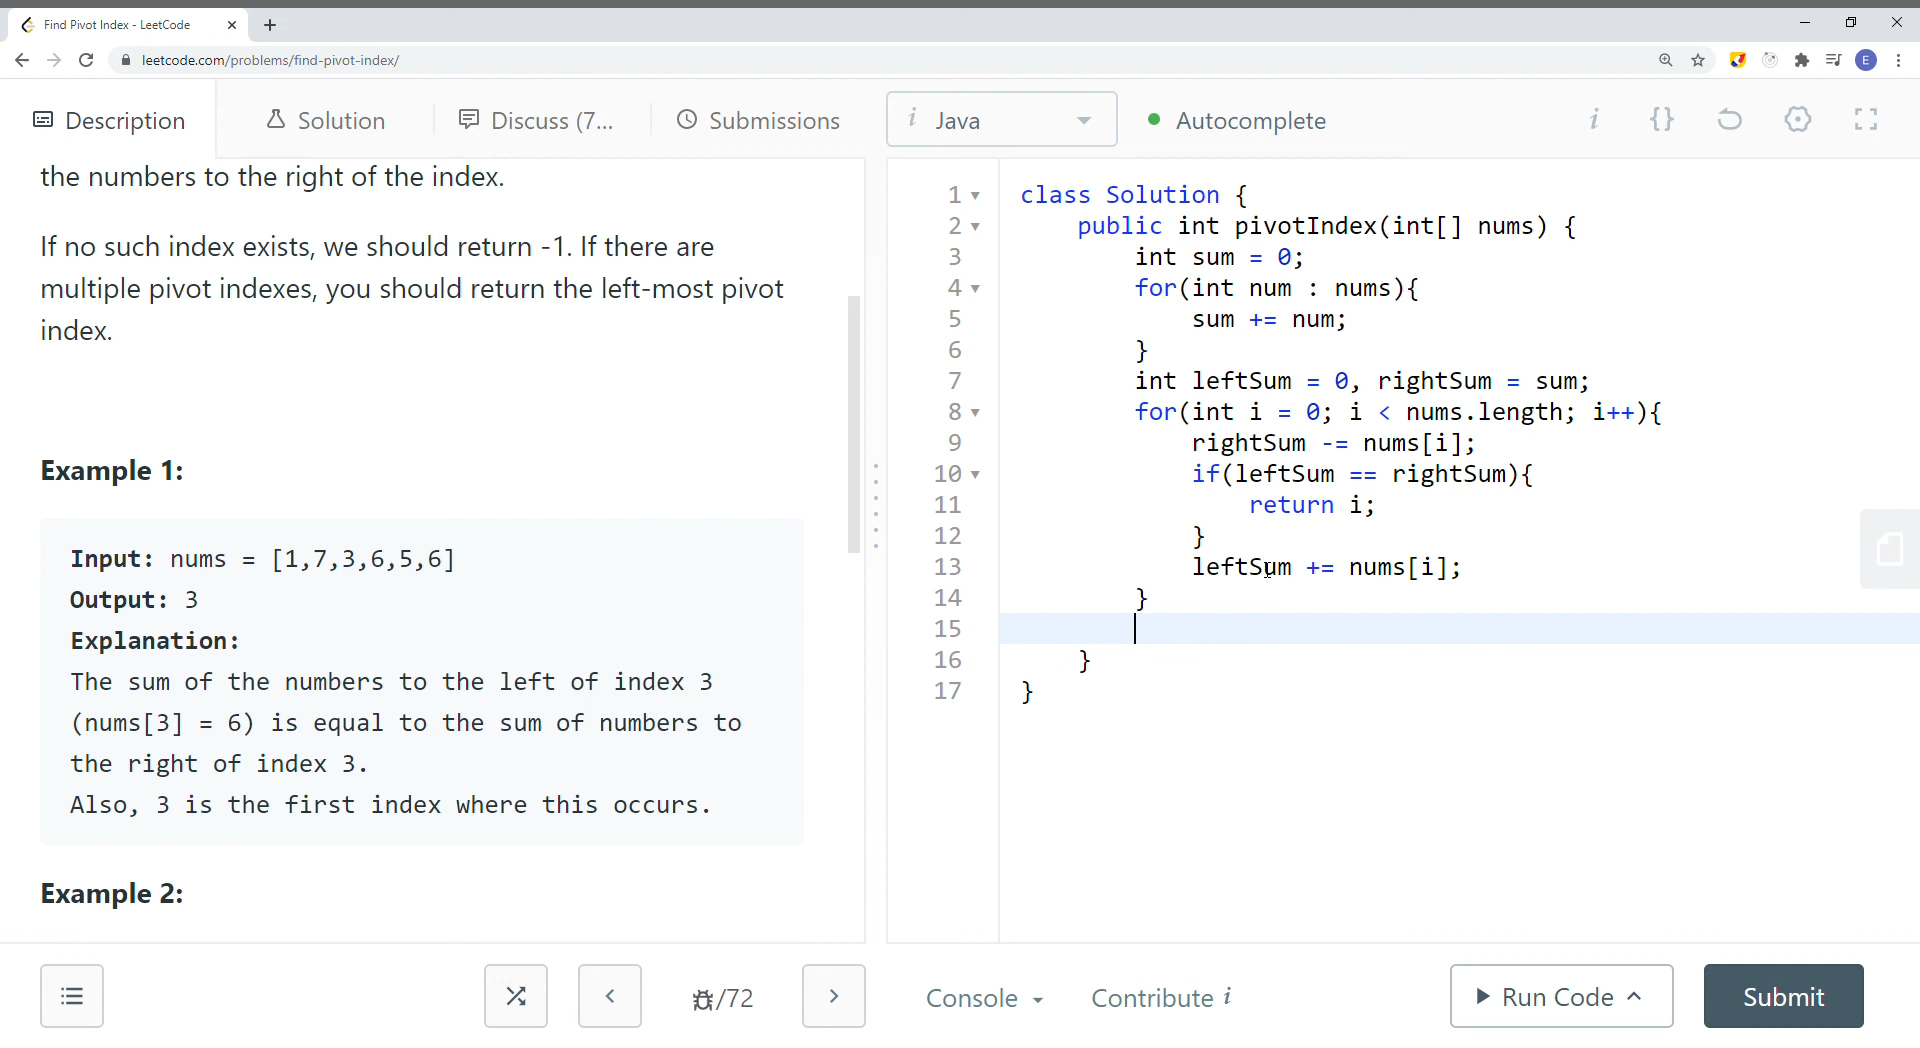 Find Pivot Index - LeetCode
leetcode.com/problems/find-pivot-index/
E
Description
Solution
Discuss (7...
Submissions
i Java
Autocomplete
i {}
the numbers to the right of the index.
If no such index exists, we should return -1. If there are
multiple pivot indexes, you should return the left-most pivot
index.
Example 1:
Input: nums = [1,7,3,6,5,6]
Output: 3
Explanation:
The sum of the numbers to the left of index 3
(nums[3] = 6) is equal to the sum of numbers to
the right of index 3.
Also, 3 is the first index where this occurs.
Example 2:
1 class Solution {
2 public int pivotIndex(int[] nums) {
3 int sum = 0;
4 for(int num : nums){
5 sum += num;
6 }
7 int leftSum = 0, rightSum = sum;
8 for(int i = 0; i < nums.length; i++){
9 rightSum -= nums[i];
10 if(leftSum == rightSum){
11 return i;
12 }
13 leftSum += nums[i];
14 }
15
16 }
17 }
/72
Console
Contribute i
Run Code
Submit